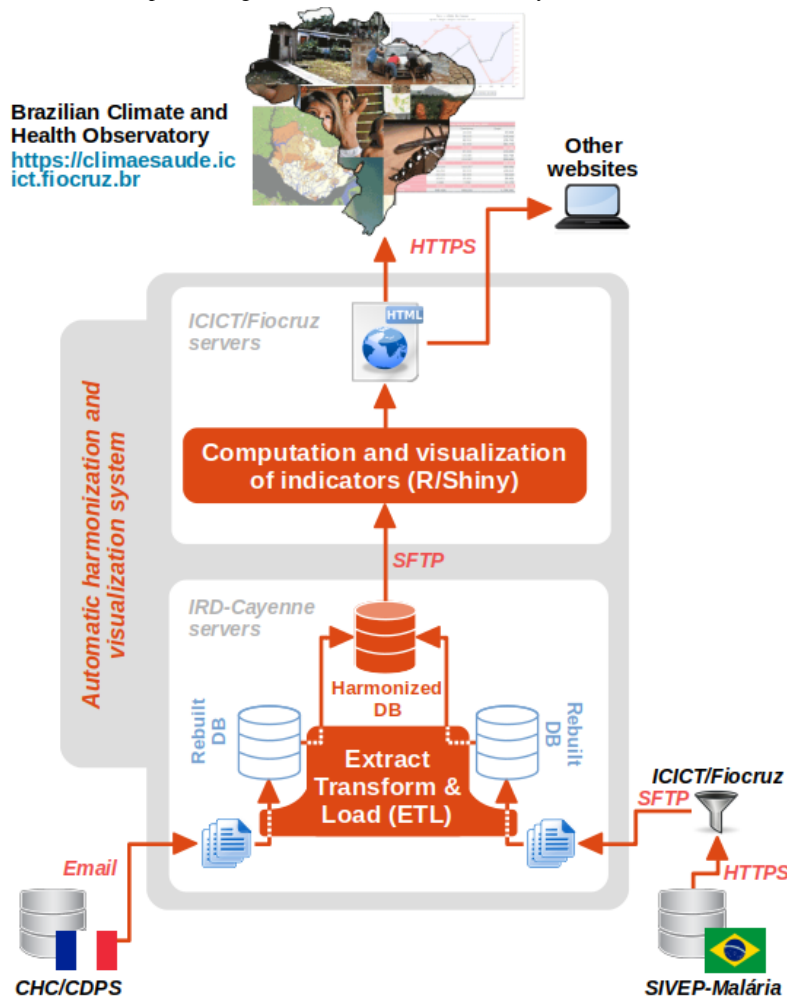 Brazilian Climate and
Health Observatory
https://climaesaude.ic
ict.fiocruz.br
Other
websites
HTTPS
ICICT/Fiocruz
servers
HTML
Automatic harmonization and
visualization system
Computation and visualization
of indicators (R/Shiny)
SFTP
IRD-Cayenne
servers
Harmonized
DB
Rebuilt
DB
Rebuilt
DB
Extract
Transform &
Load (ETL)
ICICT/Fiocruz
SFTP
Email
HTTPS
CHC/CDPS
SIVEP-Malária